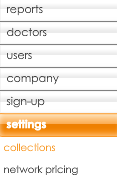 reports
doctors
users
company
sign-up
settings
collections
network pricing